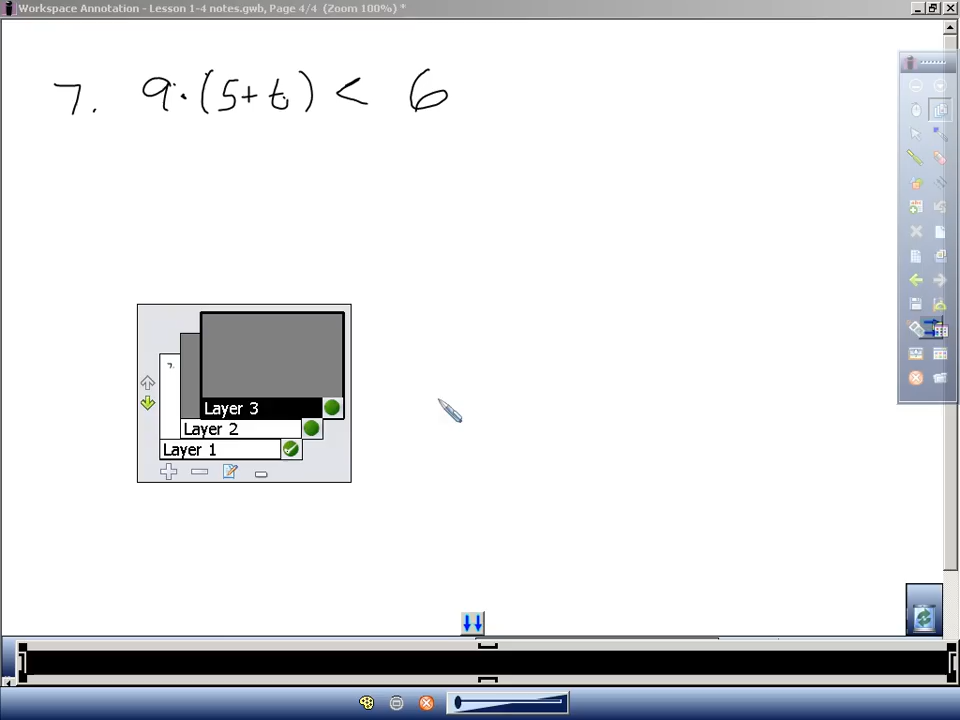 Workspace Annotation - Lesson 1-4 notes.gwb, Page 4/4 (Zoom 100%) *
7. 9·(5+t) < 6
7.
Layer 3
Layer 2
Layer 1